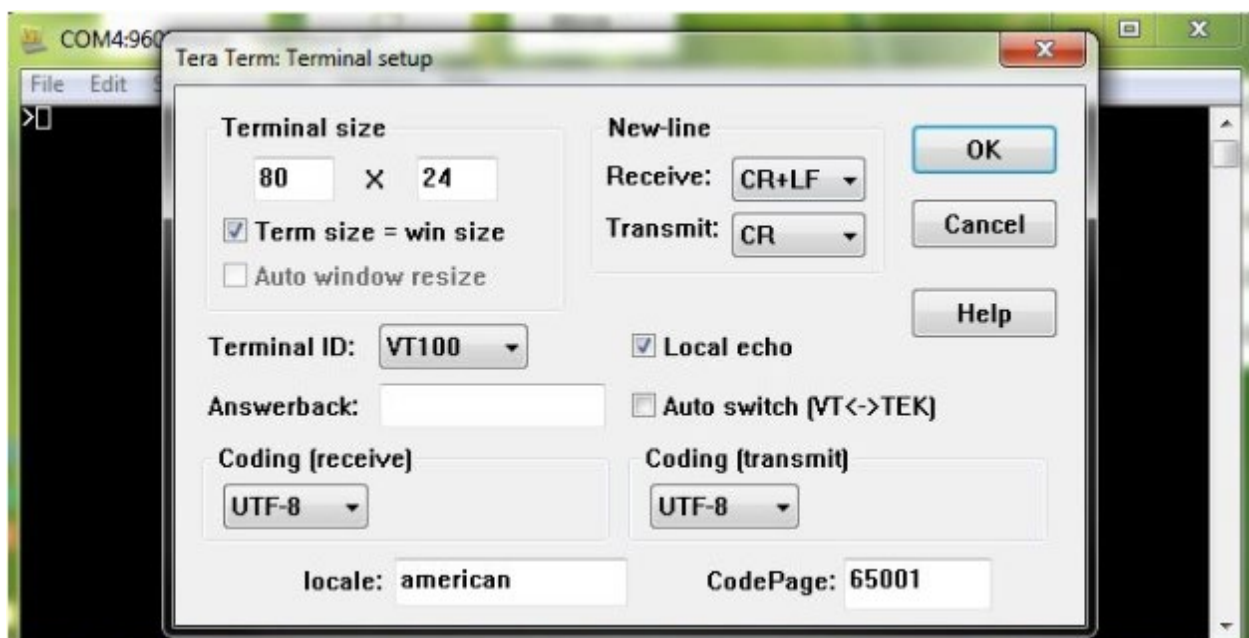 COM4:960
Tera Term: Terminal setup
File Edit S
>
Terminal size
80 X 24
Term size = win size
Auto window resize
New-line
Receive: CR+LF
Transmit: CR
OK
Cancel
Help
Terminal ID: VT100
Local echo
Answerback:
Auto switch (VT<->TEK)
Coding (receive)
UTF-8
Coding (transmit)
UTF-8
locale: american
CodePage: 65001